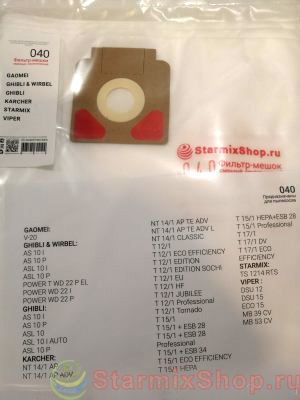 040
Фильтр-мешки
GAOMEI
GHIBLI & WIRBEL
GHIBLI
KARCHER
STARMIX
VIPER
StarmixShop.ru
040
Фильтр-мешок
040
Предназначены
для пылесосов
GAOMEI:
V-20
GHIBLI & WIRBEL:
AS 10 I
AS 10 P
ASL 10 I
ASL 10 P
POWER T WD 22 P EL
POWER WD 22 I
POWER WD 22 P
GHIBLI:
AS 10 I
AS 10 P
ASL 10
ASL 10 I AUTO
ASL 10 P
KARCHER:
NT 14/1 AP
NT 14/1 AP ADV
NT 14/1 AP TE ADV
NT 14/1 AP TE ADV L
NT 14/1 CLASSIC
T 12/1
T 12/1 ECO EFFICIENCY
T 12/1 EDITION
T 12/1 EDITION SOCHI
T 12/1 EU
T 12/1 HF
T 12/1 JUBILEE
T 12/1 Professional
T 12/1 Tornado
T 15/1
T 15/1 + ESB 28
T 15/1 + ESB 28
Professional
T 15/1 + ESB 34
T 15/1 ECO EFFICIENCY
T 15/1 HEPA
T 15/1 HEPA+ESB 28
T 15/1 Professional
T 17/1
T 17/1 DV
T 17/1 ECO
EFFICIENCY
STARMIX:
TS 1214 RTS
VIPER :
DSU 12
DSU 15
ECO 15
MB 39 CV
MB 53 CV
StarmixShop.ru